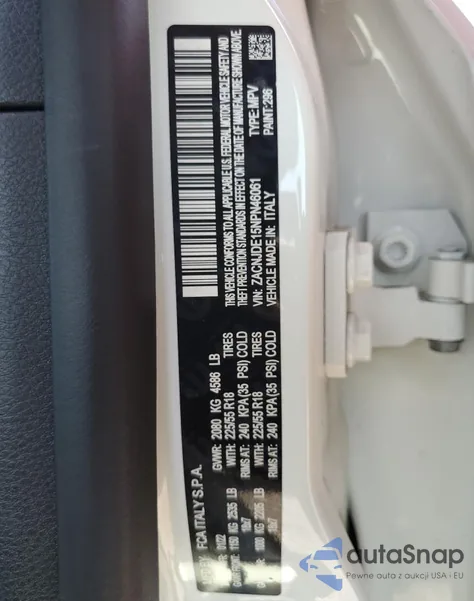 FCA ITALY S.P.A.
GVWR: 2080 KG 4586 LB
WITH: 225/55 R18 TIRES
RIMS AT: 240 KPA(35 PSI) COLD
WITH: 225/55 R18 TIRES
RIMS AT: 240 KPA(35 PSI) COLD
THIS VEHICLE CONFORMS TO ALL APPLICABLE U.S. FEDERAL MOTOR VEHICLE SAFETY AND
THEFT PREVENTION STANDARDS IN EFFECT ON THE DATE OF MANUFACTURE SHOWN ABOVE.
VIN: ZACNJDE15NPN46061 TYPE: MPV
VEHICLE MADE IN: ITALY PAINT: 296
autoSnap
Pewne auta z aukcji USA - EU